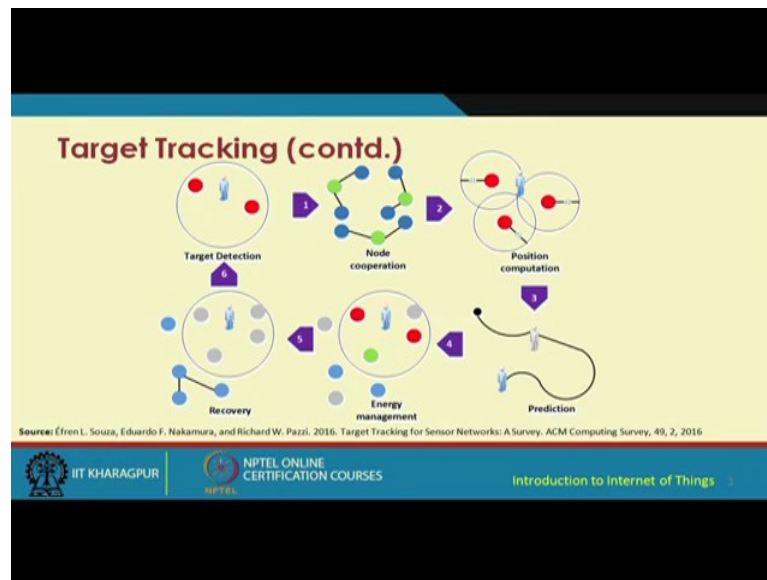 Target Tracking (contd.)
1
2
Target Detection
Node
cooperation
Position
computation
6
3
5
4
Recovery
Energy
management
Prediction
Source: Éfren L. Souza, Eduardo F. Nakamura, and Richard W. Pazzi. 2016. Target Tracking for Sensor Networks: A Survey. ACM Computing Survey, 49, 2, 2016
IIT KHARAGPUR
NPTEL
NPTEL ONLINE
CERTIFICATION COURSES
Introduction to Internet of Things
3